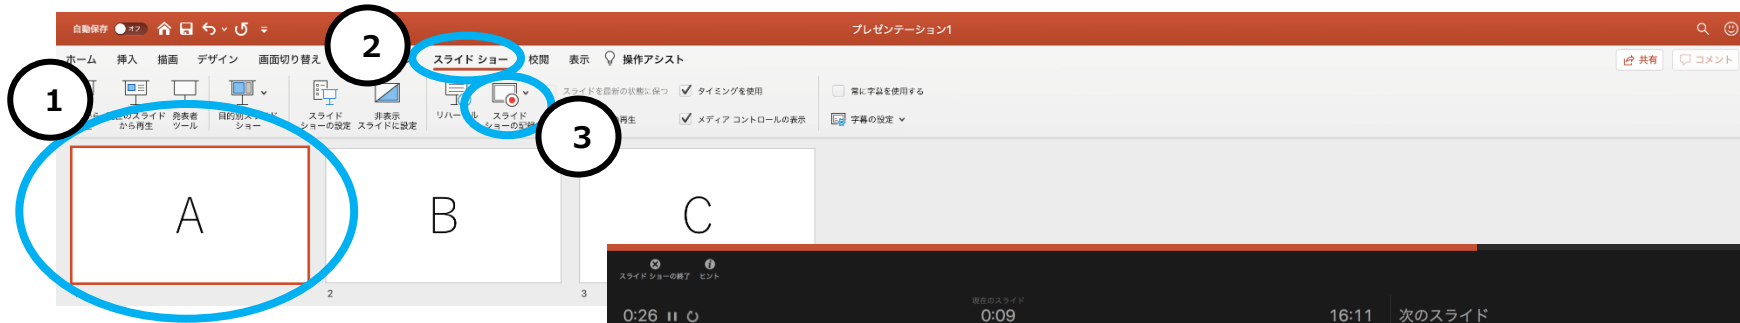 自動保存 オフ プレゼンテーション1
ホーム 挿入 描画 デザイン 画面切り替え 2 スライド ショー 校閲 表示 操作アシスト 共有 コメント
1
スライドを最新の状態に保つ タイミングを使用 常に字幕を使用する
のスライド 発表者 目的別スライド スライド 非表示 リハーサル スライド
から再生 ツール ショー ショーの設定 スライドに設定 ショーの記録 再生 メディア コントロールの表示 字幕の設定
3
A B C
2 3
スライド ショーの終了 ヒント
現在のスライド
0:26 0:09 16:11 次のスライド